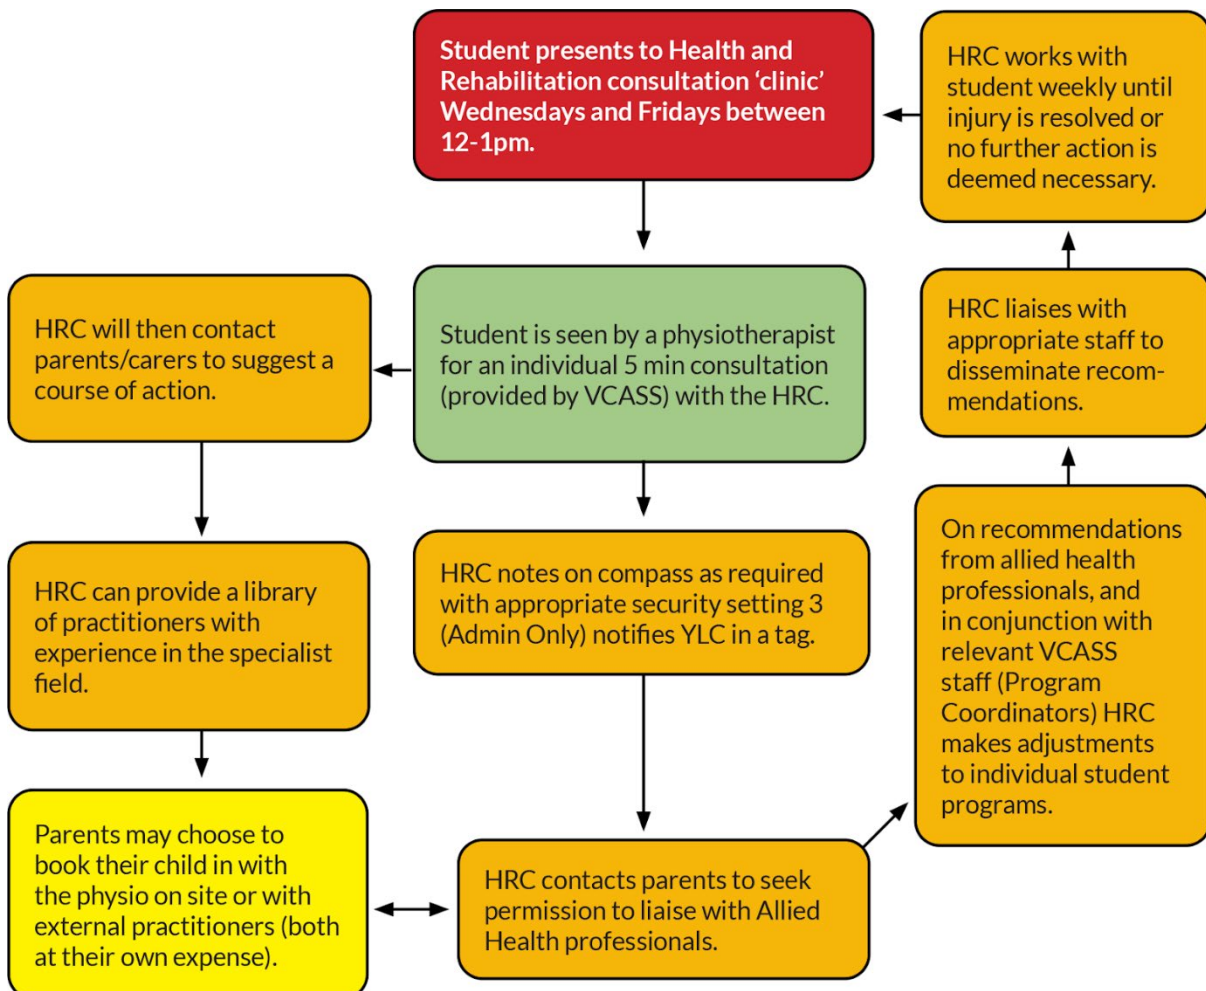 Student presents to Health and
Rehabilitation consultation ‘clinic’
Wednesdays and Fridays between
12-1pm.
Student is seen by a physiotherapist
for an individual 5 min consultation
(provided by VCASS) with the HRC.
HRC will then contact
parents/carers to suggest a
course of action.
HRC can provide a library
of practitioners with
experience in the specialist
field.
Parents may choose to
book their child in with
the physio on site or with
external practitioners (both
at their own expense).
HRC notes on compass as required
with appropriate security setting 3
(Admin Only) notifies YLC in a tag.
HRC contacts parents to seek
permission to liaise with Allied
Health professionals.
On recommendations
from allied health
professionals, and
in conjunction with
relevant VCASS
staff (Program
Coordinators) HRC
makes adjustments
to individual student
programs.
HRC liaises with
appropriate staff to
disseminate recom-
mendations.
HRC works with
student weekly until
injury is resolved or
no further action is
deemed necessary.